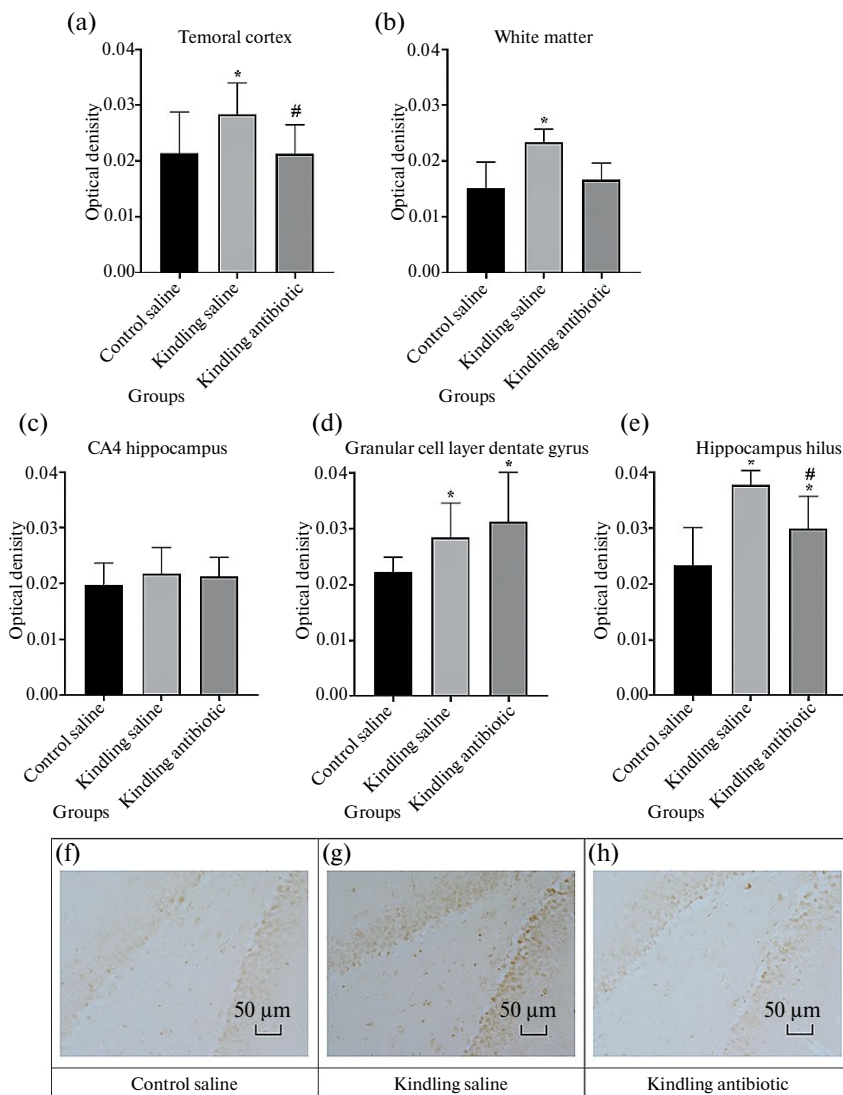 (a)
Temoral cortex
0.04
0.03
0.02
0.01
0.00
Optical denisity
*
#
Control saline
Kindling saline
Kindling antibiotic
Groups
(b)
White matter
0.04
0.03
0.02
0.01
0.00
Optical denisity
*
Control saline
Kindling saline
Kindling antibiotic
Groups
(c)
CA4 hippocampus
0.04
0.03
0.02
0.01
0.00
Optical denisity
Control saline
Kindling saline
Kindling antibiotic
Groups
(d)
Granular cell layer dentate gyrus
0.04
0.03
0.02
0.01
0.00
Optical denisity
*
*
Control saline
Kindling saline
Kindling antibiotic
Groups
(e)
Hippocampus hilus
0.04
0.03
0.02
0.01
0.00
Optical denisity
*
#
*
Control saline
Kindling saline
Kindling antibiotic
Groups
(f)
50 µm
Control saline
(g)
50 µm
Kindling saline
(h)
50 µm
Kindling antibiotic